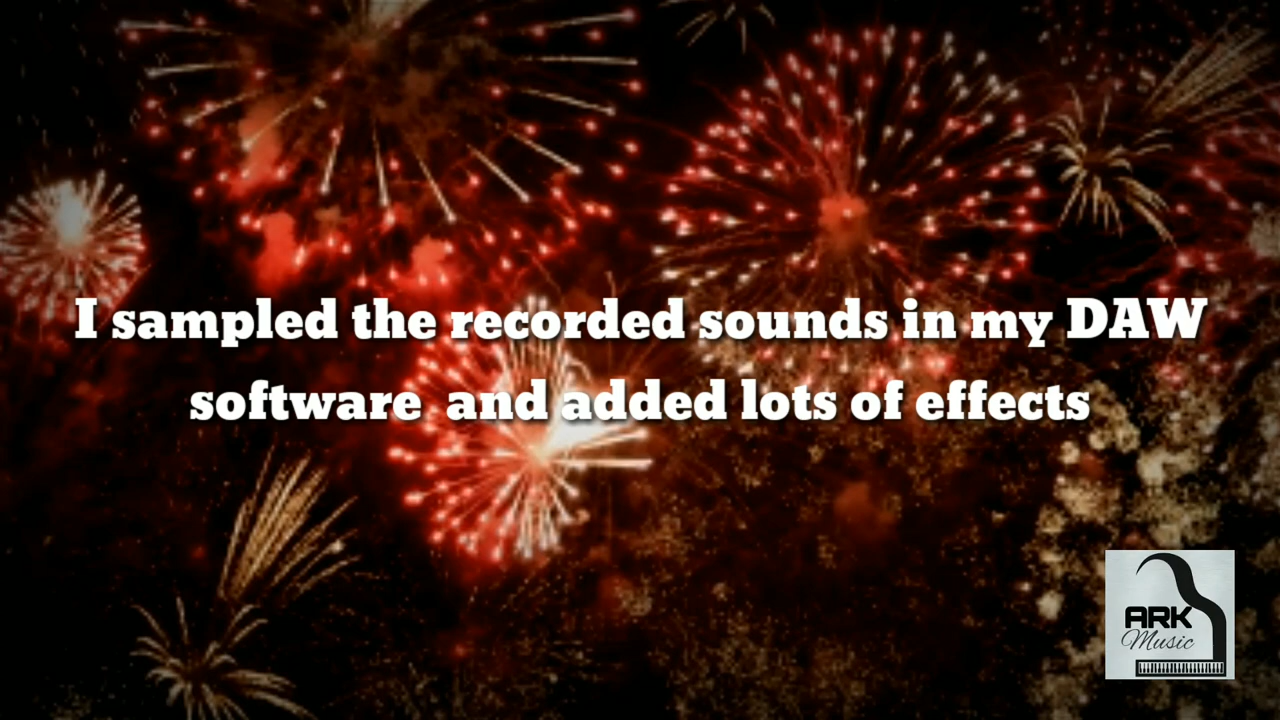 I sampled the recorded sounds in my DAW
software  and added lots of effects
ARK
Music